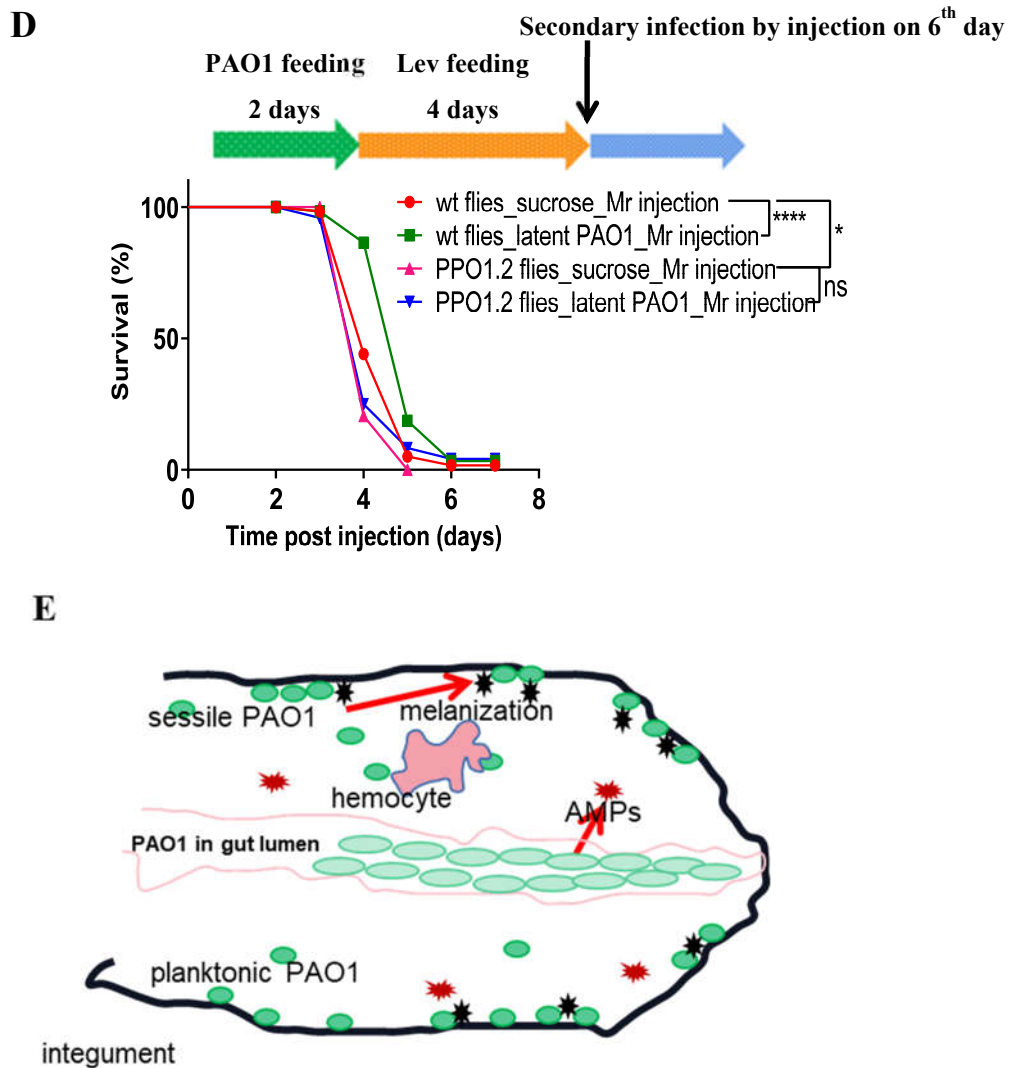 D
Secondary infection by injection on 6th day
PAO1 feeding
Lev feeding
2 days
4 days
wt flies_sucrose_Mr injection
****
wt flies_latent PAO1_Mr injection
*
PPO1.2 flies_sucrose_Mr injection
ns
PPO1.2 flies_latent PAO1_Mr injection
100
50
0
Survival (%)
0 2 4 6 8
Time post injection (days)
E
sessile PAO1
melanization
hemocyte
AMPs
PAO1 in gut lumen
planktonic PAO1
integument